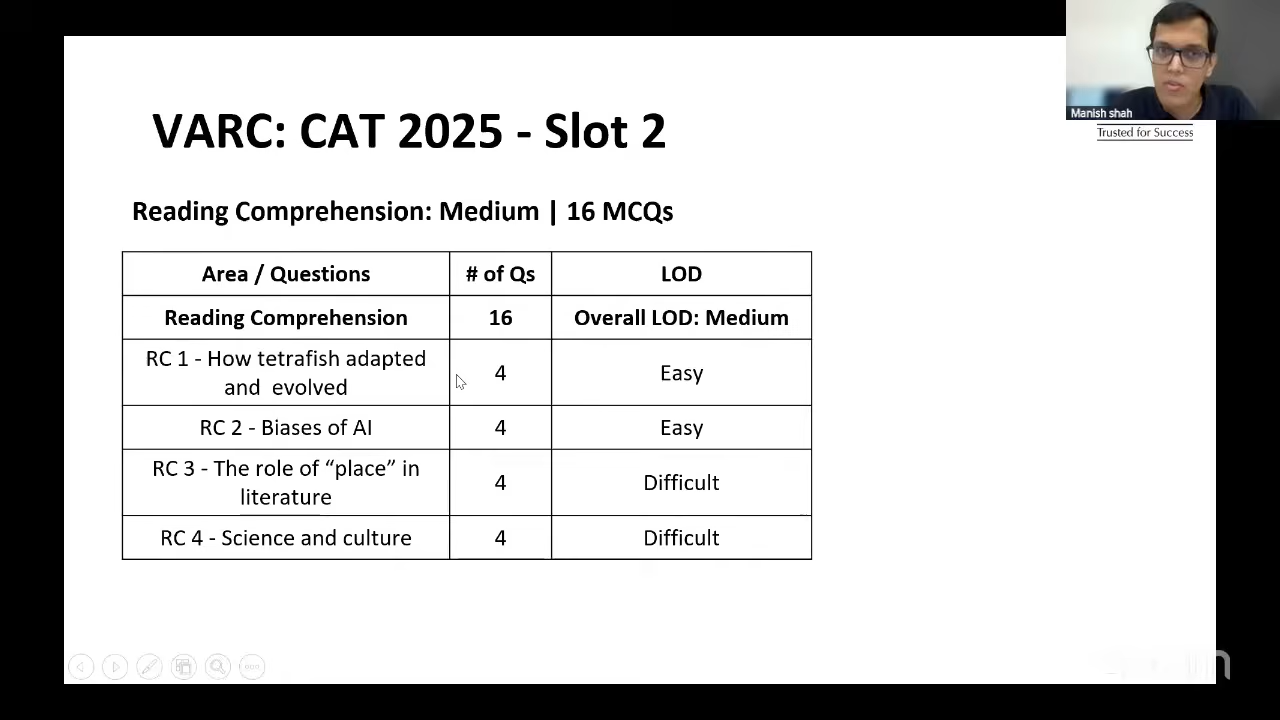 Manish shah
Trusted for Success
VARC: CAT 2025 - Slot 2
Reading Comprehension: Medium | 16 MCQs
Area / Questions # of Qs LOD
Reading Comprehension 16 Overall LOD: Medium
RC 1 - How tetrafish adapted
and evolved 4 Easy
RC 2 - Biases of AI 4 Easy
RC 3 - The role of “place” in
literature 4 Difficult
RC 4 - Science and culture 4 Difficult